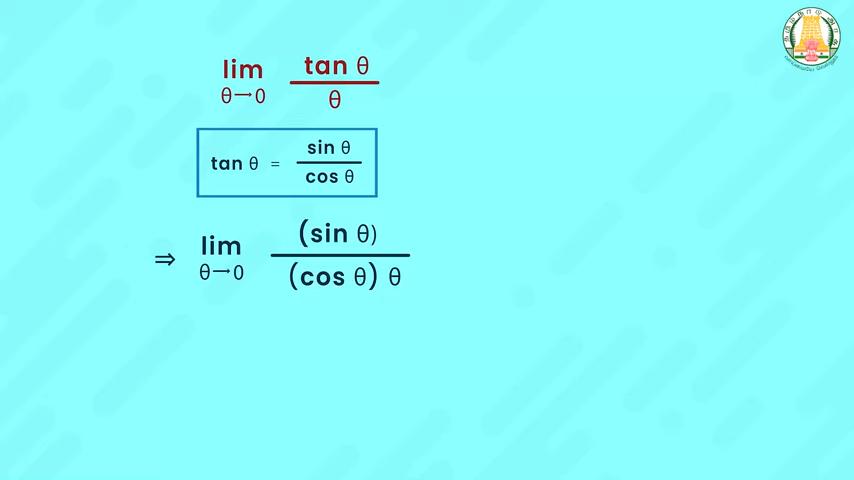 lim tan θ
θ→0 θ
tan θ = sin θ
cos θ
⇒ lim (sin θ)
θ→0 (cos θ) θ